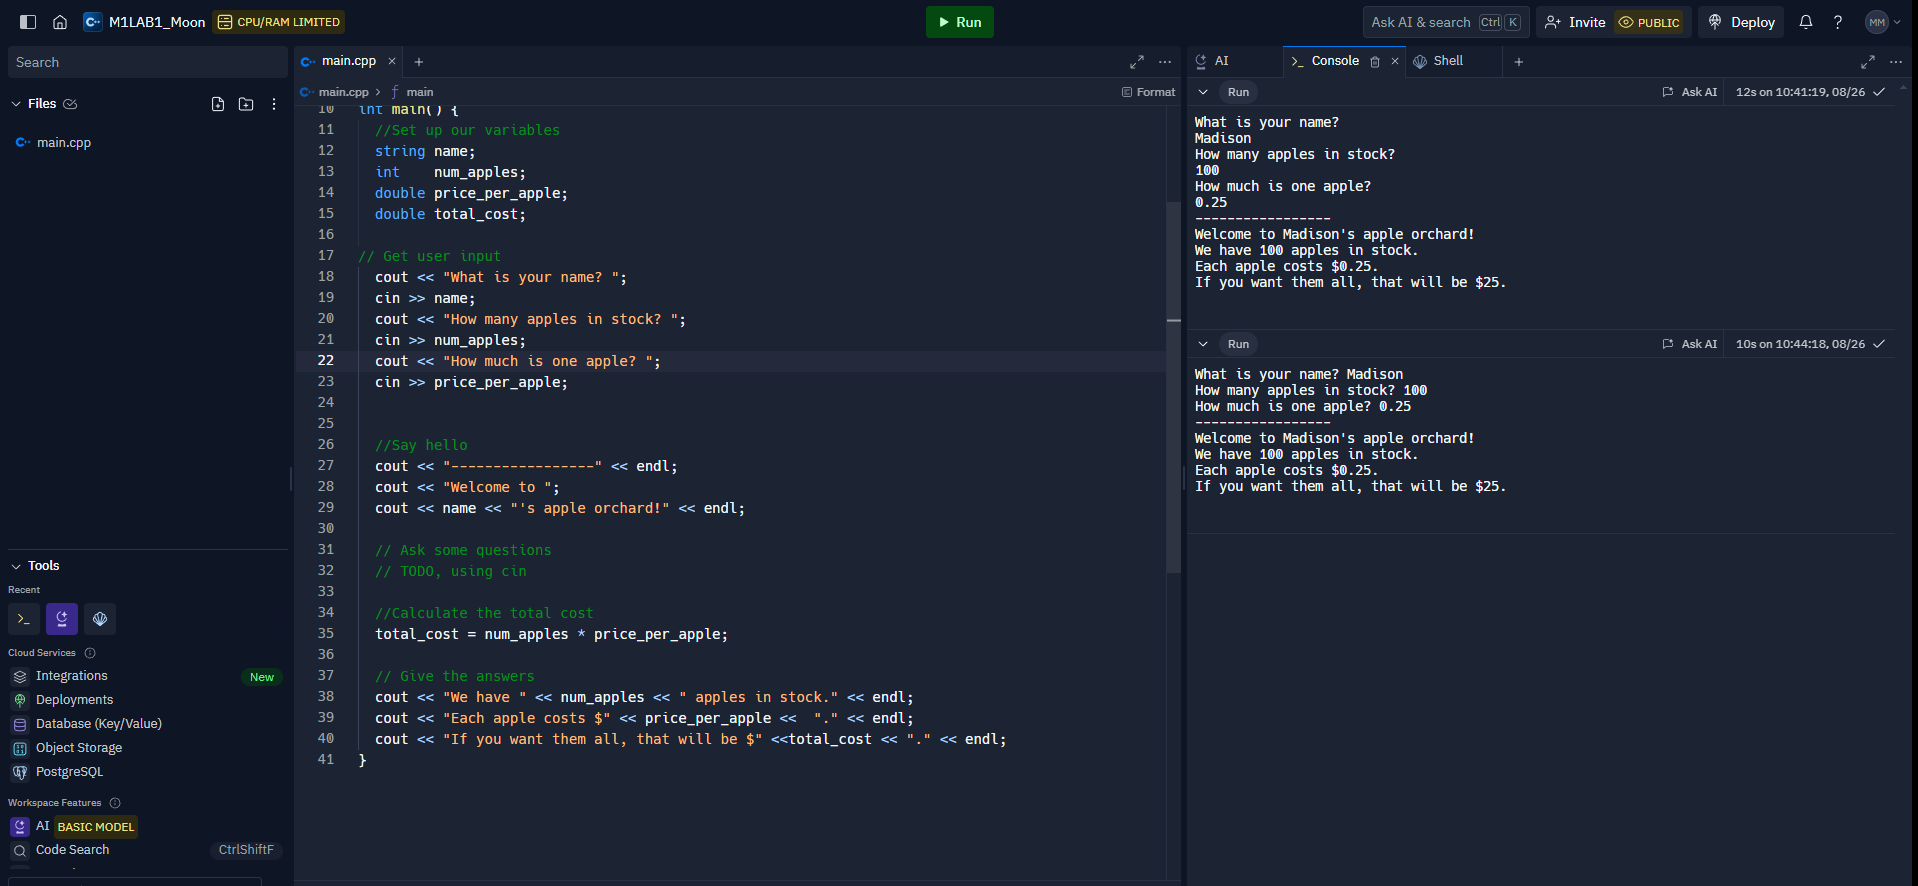 M1LAB1_Moon CPU/RAM LIMITED Run Ask AI & search Ctrl K Invite PUBLIC Deploy MM
Search
Files
main.cpp
Tools
Recent
Cloud Services
Integrations New
Deployments
Database (Key/Value)
Object Storage
PostgreSQL
Workspace Features
AI BASIC MODEL
Code Search CtrlShiftF
main.cpp
main.cpp > main Format
10 int main() {
11 //Set up our variables
12 string name;
13 int    num_apples;
14 double price_per_apple;
15 double total_cost;
16
17 // Get user input
18 cout << "What is your name? ";
19 cin >> name;
20 cout << "How many apples in stock? ";
21 cin >> num_apples;
22 cout << "How much is one apple? ";
23 cin >> price_per_apple;
24
25
26 //Say hello
27 cout << "-----------------" << endl;
28 cout << "Welcome to ";
29 cout << name << "'s apple orchard!" << endl;
30
31 // Ask some questions
32 // TODO, using cin
33
34 //Calculate the total cost
35 total_cost = num_apples * price_per_apple;
36
37 // Give the answers
38 cout << "We have " << num_apples << " apples in stock." << endl;
39 cout << "Each apple costs $" << price_per_apple <<  "." << endl;
40 cout << "If you want them all, that will be $" <<total_cost << "." << endl;
41 }
AI Console Shell
Run Ask AI 12s on 10:41:19, 08/26
What is your name?
Madison
How many apples in stock?
100
How much is one apple?
0.25
-----------------
Welcome to Madison's apple orchard!
We have 100 apples in stock.
Each apple costs $0.25.
If you want them all, that will be $25.
Run Ask AI 10s on 10:44:18, 08/26
What is your name? Madison
How many apples in stock? 100
How much is one apple? 0.25
-----------------
Welcome to Madison's apple orchard!
We have 100 apples in stock.
Each apple costs $0.25.
If you want them all, that will be $25.